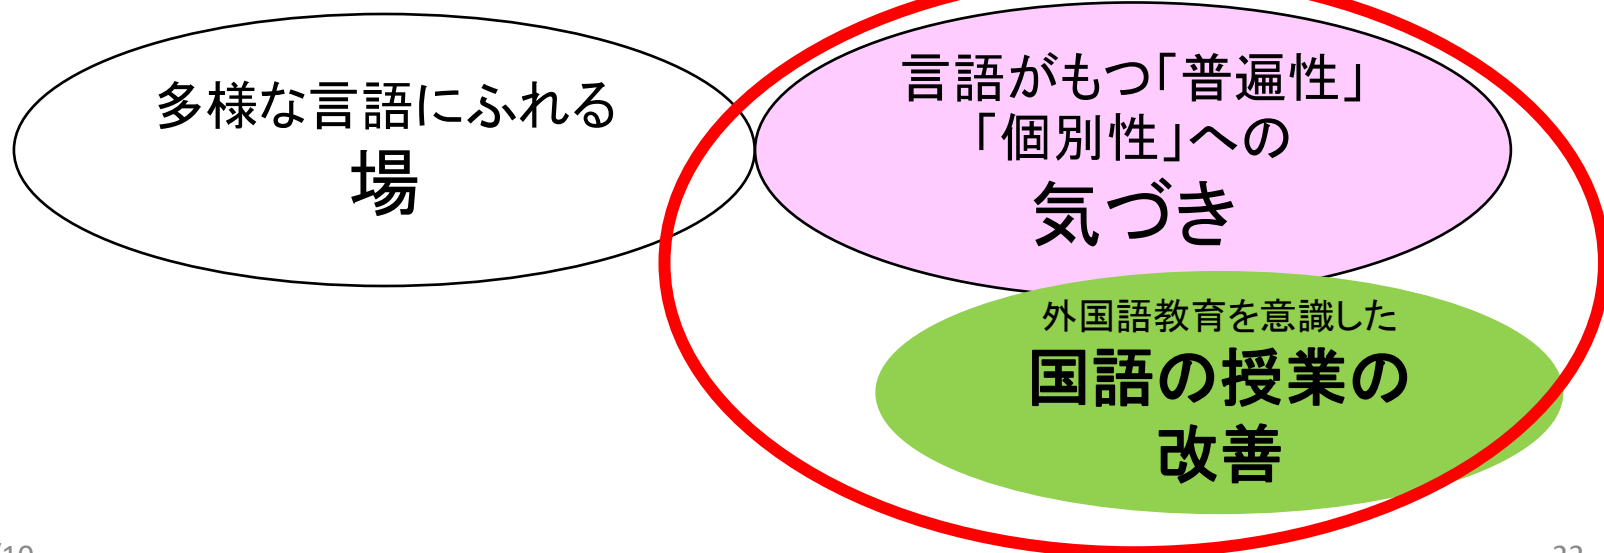 多様な言語にふれる
場
言語がもつ「普遍性」
「個別性」への
気づき
外国語教育を意識した
国語の授業の
改善